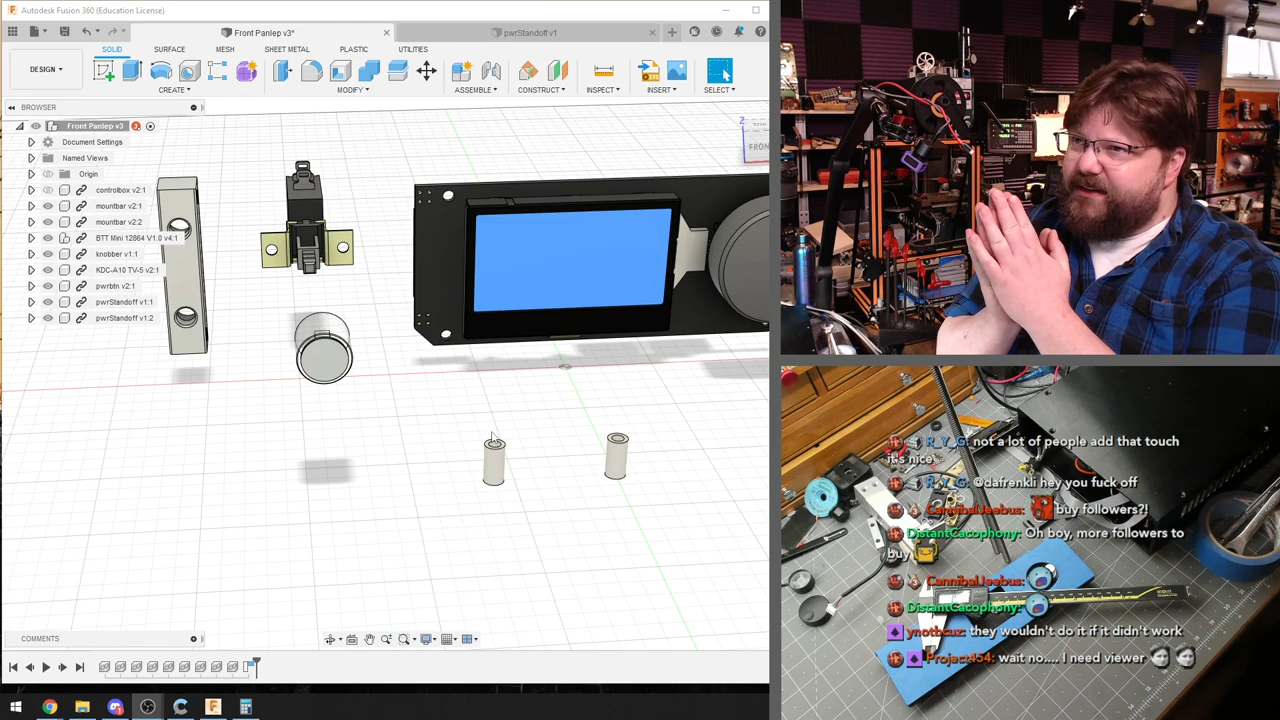 Autodesk Fusion 360 (Education License)
Front Panlep v3*
pwrStandoff v1
DESIGN
SOLID
SURFACE
MESH
SHEET METAL
PLASTIC
UTILITIES
CREATE
MODIFY
ASSEMBLE
CONSTRUCT
INSPECT
INSERT
SELECT
BROWSER
Front Panlep v3
Document Settings
Named Views
Origin
controlbox v2:1
mountbar v2:1
mountbar v2:2
BTT Mini 12864 V1.0 v4:1
knobber v1:1
KDC-A10 TV-5 v2:1
pwrbtn v2:1
pwrStandoff v1:1
pwrStandoff v1:2
Z
FRONT
COMMENTS
R_Y_G: not a lot of people add that touch
it's nice
R_Y_G: @dafrenkli hey you fuck off
CannibalJeebus: buy followers?!
DistantCacophony: Oh boy, more followers to
buy
CannibalJeebus:
DistantCacophony:
ynotbcuz: they wouldn't do it if it didn't work
Project454: wait no.... I need viewer